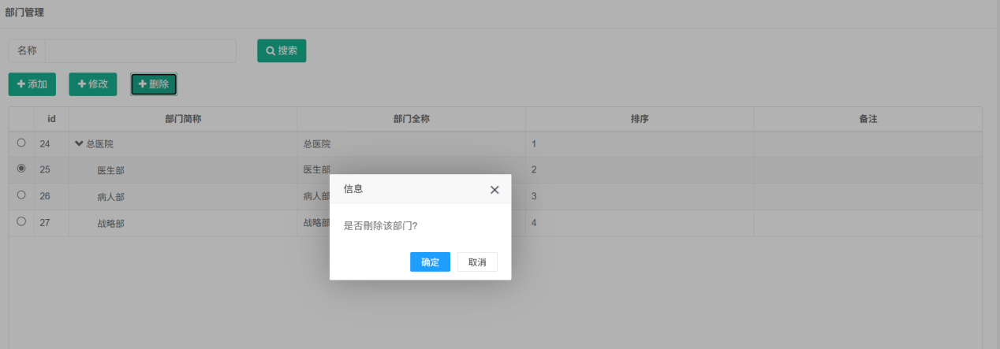 部门管理
名称
搜索
添加 修改 删除
id 部门简称 部门全称 排序 备注
24 总医院 总医院 1
25 医生部 医生部 2
26 病人部 病人部 3
27 战略部 战略部 4
信息
是否刪除该部门?
确定 取消